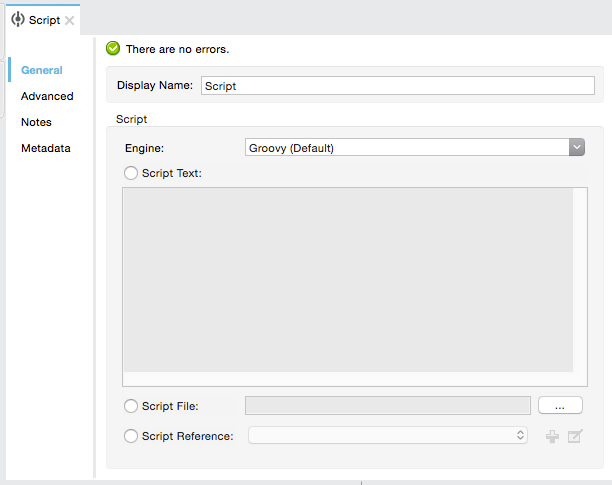 Script
There are no errors.
General
Advanced
Notes
Metadata
Display Name: Script
Script
Engine: Groovy (Default)
Script Text:
Script File: ...
Script Reference: